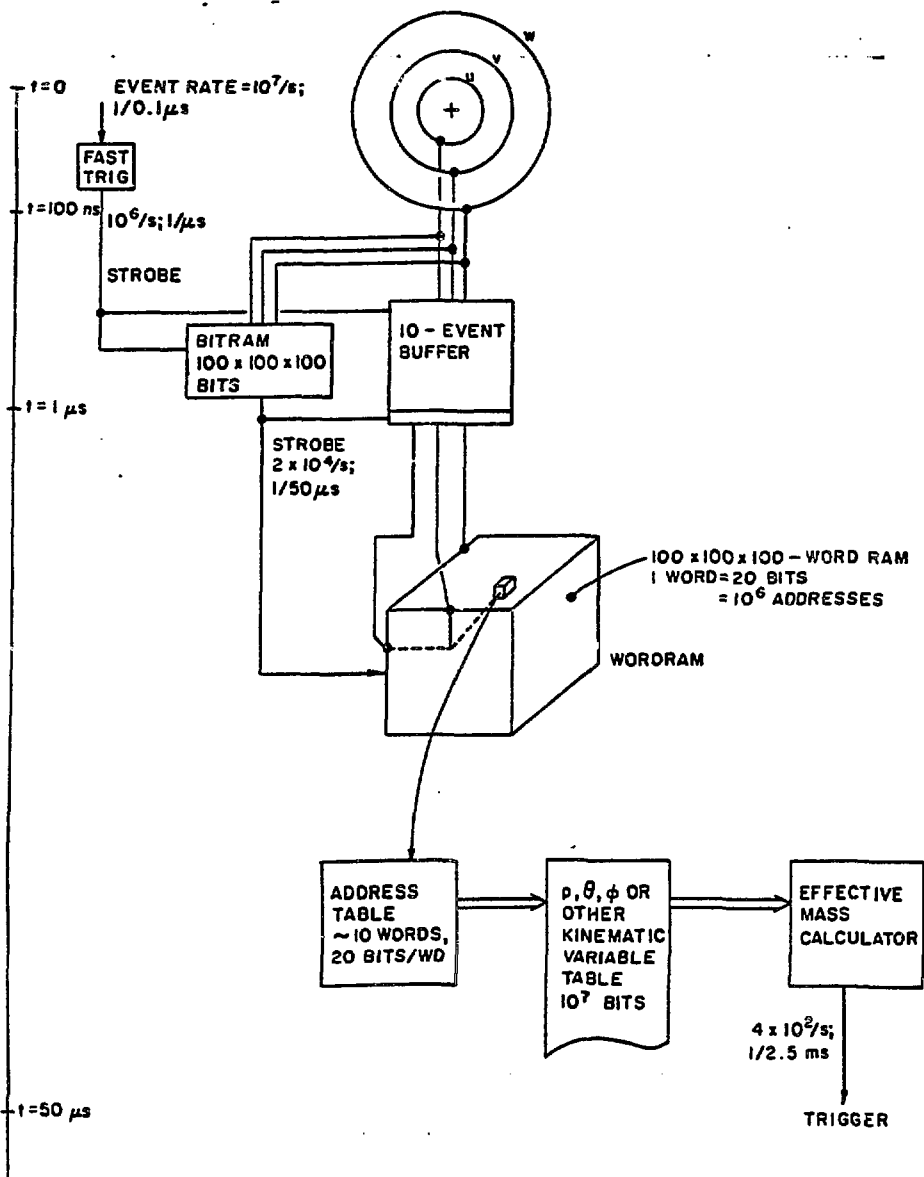 W
V
U
t=0
EVENT RATE=10⁷/s;
1/0.1μs
FAST
TRIG
t=100 ns
10⁶/s; 1/μs
STROBE
BITRAM
100 x 100 x 100
BITS
10 - EVENT
BUFFER
t=1 μs
STROBE
2 x 10⁴/s;
1/50μs
100 x 100 x 100 - WORD RAM
1 WORD = 20 BITS
= 10⁶ ADDRESSES
WORDRAM
ADDRESS
TABLE
~10 WORDS,
20 BITS/WD
ρ, θ, φ OR
OTHER
KINEMATIC
VARIABLE
TABLE
10⁷ BITS
EFFECTIVE
MASS
CALCULATOR
4 x 10²/s;
1/2.5 ms
TRIGGER
t=50 μs